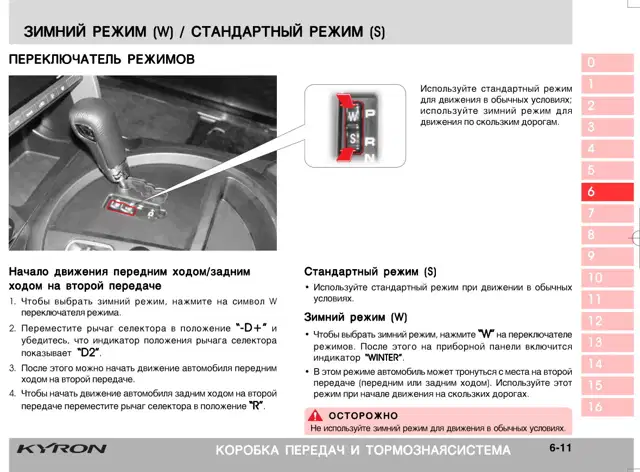 ЗИМНИЙ РЕЖИМ (W) / СТАНДАРТНЫЙ РЕЖИМ (S)
ПЕРЕКЛЮЧАТЕЛЬ РЕЖИМОВ
W
S
P
R
N
Используйте стандартный режим
для движения в обычных условиях;
используйте зимний режим для
движения по скользким дорогам.
Начало движения передним ходом/задним
ходом на второй передаче
1. Чтобы выбрать зимний режим, нажмите на символ W
переключателя режима.
2. Переместите рычаг селектора в положение “-D+” и
убедитесь, что индикатор положения рычага селектора
показывает “D2”.
3. После этого можно начать движение автомобиля передним
ходом на второй передаче.
4. Чтобы начать движение автомобиля задним ходом на второй
передаче переместите рычаг селектора в положение “R”.
Стандартный режим (S)
• Используйте стандартный режим при движении в обычных
условиях.
Зимний режим (W)
• Чтобы выбрать зимний режим, нажмите “W” на переключателе
режимов. После этого на приборной панели включится
индикатор “WINTER”.
• В этом режиме автомобиль может тронуться с места на второй
передаче (передним или задним ходом). Используйте этот
режим при начале движения на скользких дорогах.
ОСТОРОЖНО
Не используйте зимний режим для движения в обычных условиях.
0
1
2
3
4
5
6
7
8
9
10
11
12
13
14
15
16
KYRON
КОРОБКА ПЕРЕДАЧ И ТОРМОЗНАЯСИСТЕМА
6-11